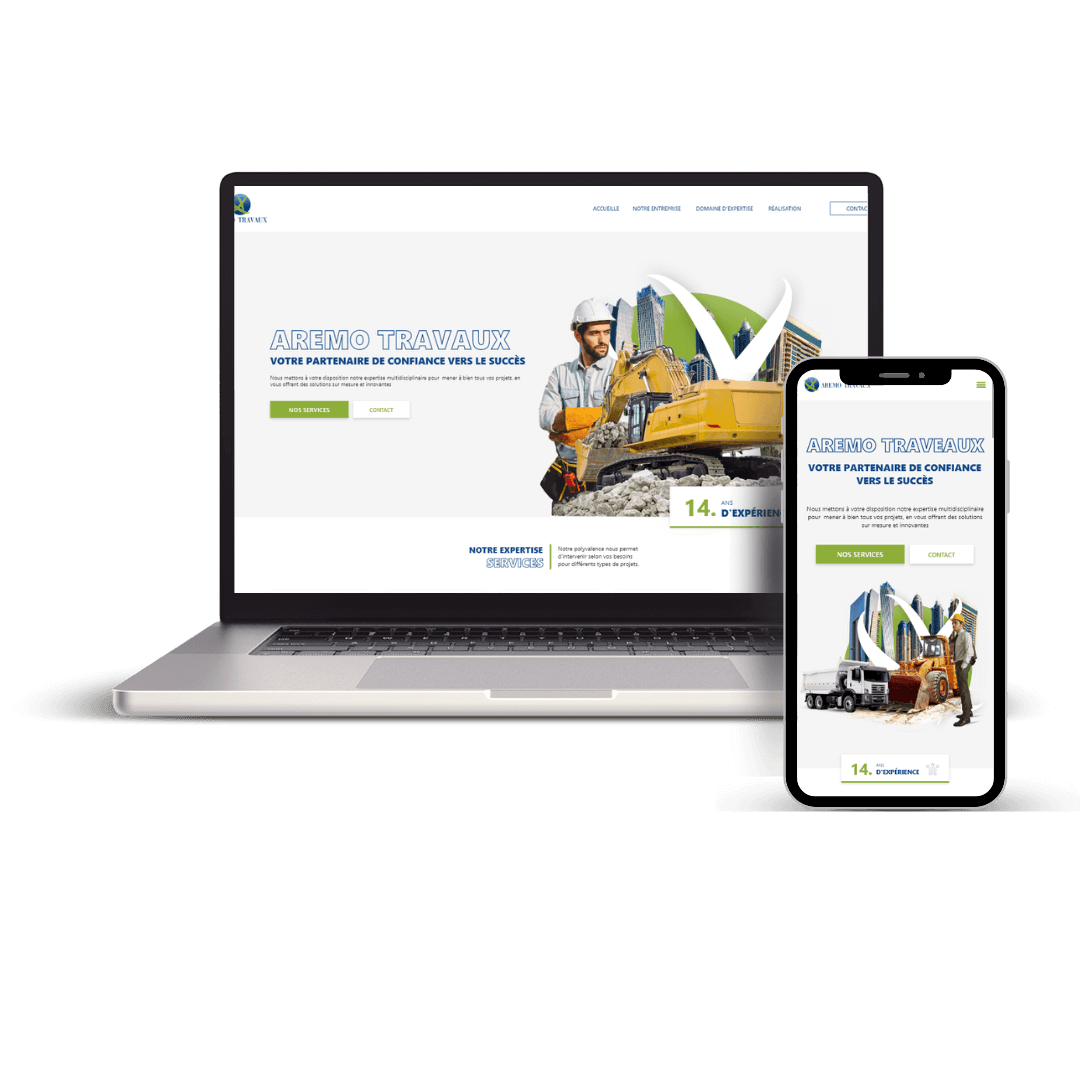 TRAVAUX
ACCUEILLE NOTRE ENTREPRISE DOMAINE D'EXPERTISE RÉALISATION CONTAC
AREMO TRAVAUX
VOTRE PARTENAIRE DE CONFIANCE VERS LE SUCCÈS
Nous mettons à votre disposition notre expertise multidisciplinaire pour mener à bien tous vos projets, en
vous offrant des solutions sur mesure et innovantes
NOS SERVICES CONTACT
14. ANS
D'EXPÉRIENC
NOTRE EXPERTISE
SERVICES
Notre polyvalence nous permet
d'intervenir selon vos besoins
pour différents types de projets.
AREMO TRAVAUX
AREMO TRAVEAUX
VOTRE PARTENAIRE DE CONFIANCE
VERS LE SUCCÈS
Nous mettons à votre disposition notre expertise multidisciplinaire
pour mener à bien tous vos projets, en vous offrant des solutions
sur mesure et innovantes
NOS SERVICES CONTACT
14. ANS
D'EXPÉRIENCE